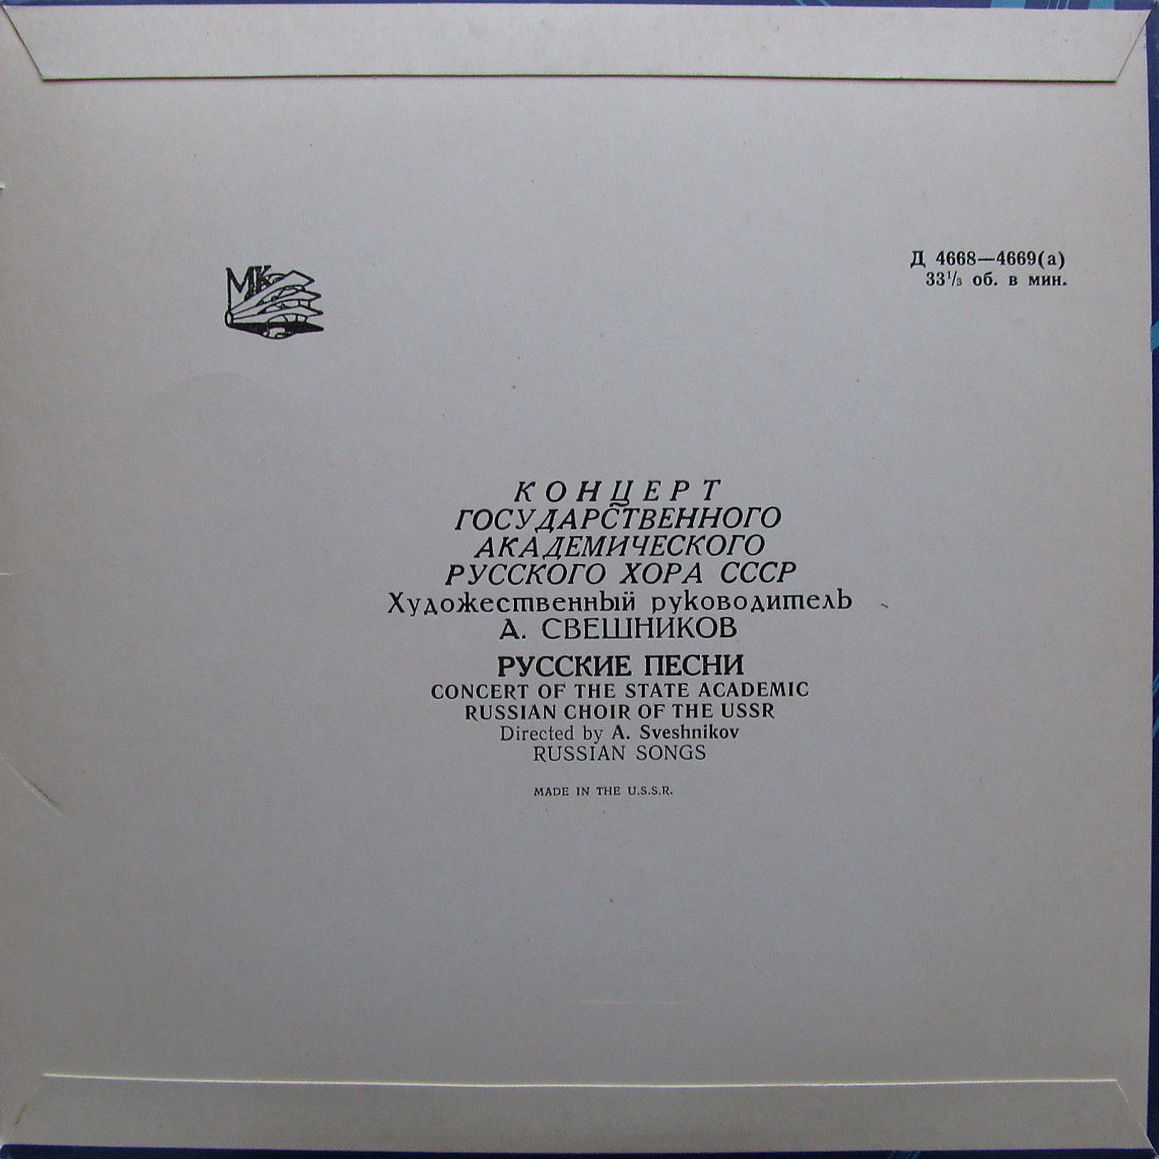 МК
Д 4668—4669(а)
33⅓ об. в мин.
КОНЦЕРТ
ГОСУДАРСТВЕННОГО
АКАДЕМИЧЕСКОГО
РУССКОГО ХОРА СССР
Художественный руководитель
А. СВЕШНИКОВ
РУССКИЕ ПЕСНИ
CONCERT OF THE STATE ACADEMIC
RUSSIAN CHOIR OF THE USSR
Directed by A. Sveshnikov
RUSSIAN SONGS
MADE IN THE U.S.S.R.